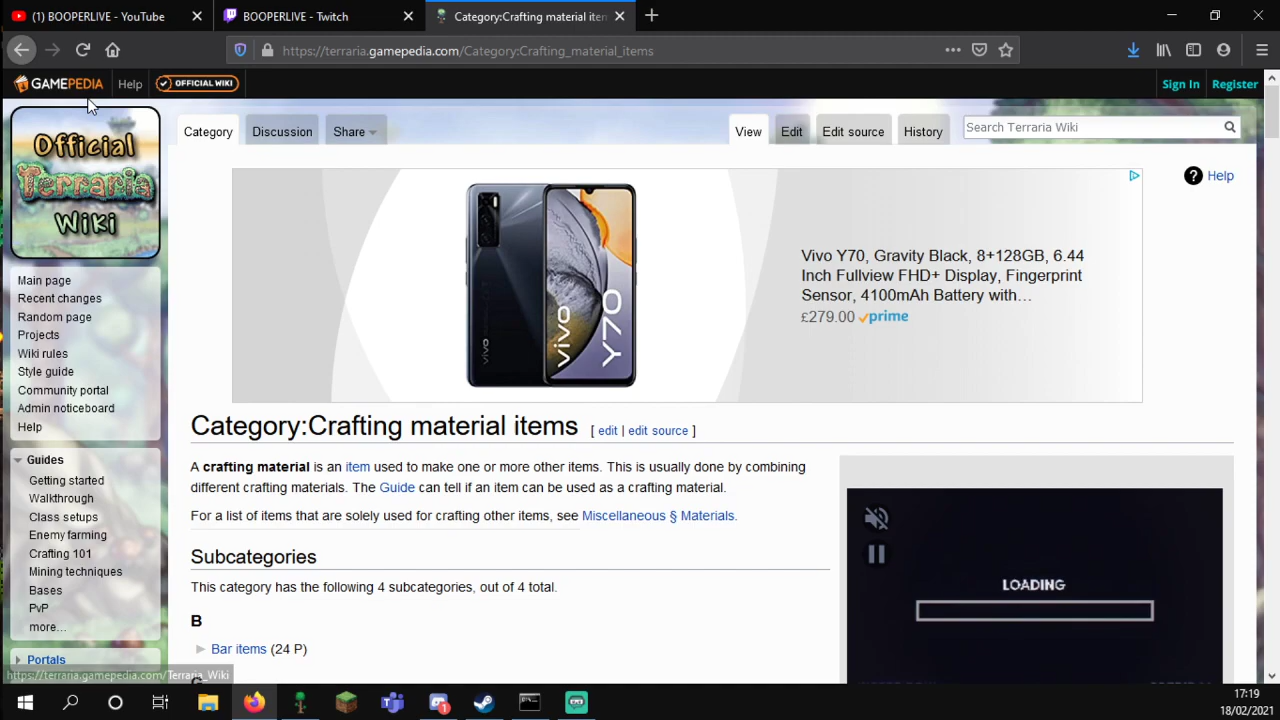 (1) BOOPERLIVE - YouTube
BOOPERLIVE - Twitch
Category:Crafting material iten
https://terraria.gamepedia.com/Category:Crafting_material_items
GAMEPEDIA
Help
OFFICIAL WIKI
Sign In
Register
Official
Terraria
Wiki
Category
Discussion
Share
View
Edit
Edit source
History
Search Terraria Wiki
Help
vivo
Y70
Vivo Y70, Gravity Black, 8+128GB, 6.44
Inch Fullview FHD+ Display, Fingerprint
Sensor, 4100mAh Battery with...
£279.00 prime
Main page
Recent changes
Random page
Projects
Wiki rules
Style guide
Community portal
Admin noticeboard
Help
Guides
Getting started
Walkthrough
Class setups
Enemy farming
Crafting 101
Mining techniques
Bases
PvP
more...
Portals
Category:Crafting material items [ edit | edit source ]
A crafting material is an item used to make one or more other items. This is usually done by combining
different crafting materials. The Guide can tell if an item can be used as a crafting material.
For a list of items that are solely used for crafting other items, see Miscellaneous § Materials.
Subcategories
This category has the following 4 subcategories, out of 4 total.
B
Bar items (24 P)
LOADING
https://terraria.gamepedia.com/Terraria_Wiki
17:19
18/02/2021